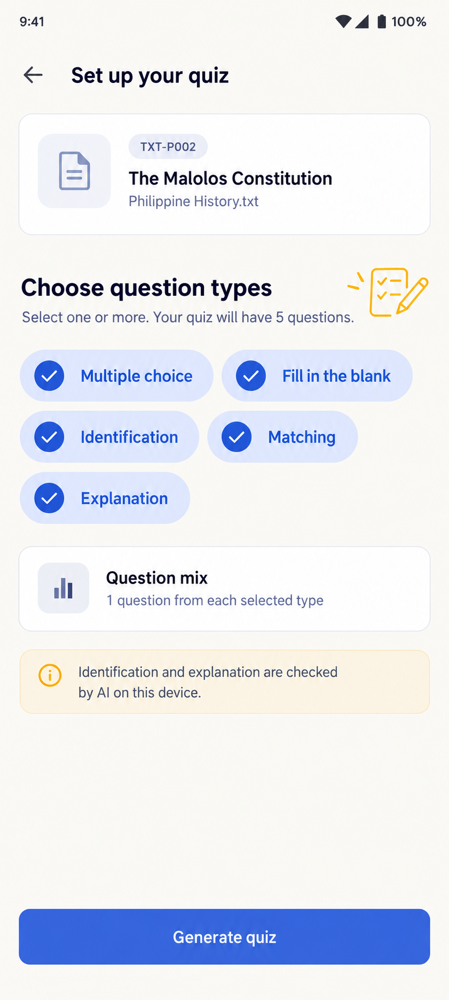 9:41
100%
Set up your quiz
TXT-P002
The Malolos Constitution
Philippine History.txt
Choose question types
Select one or more. Your quiz will have 5 questions.
Multiple choice
Fill in the blank
Identification
Matching
Explanation
Question mix
1 question from each selected type
Identification and explanation are checked
by AI on this device.
Generate quiz